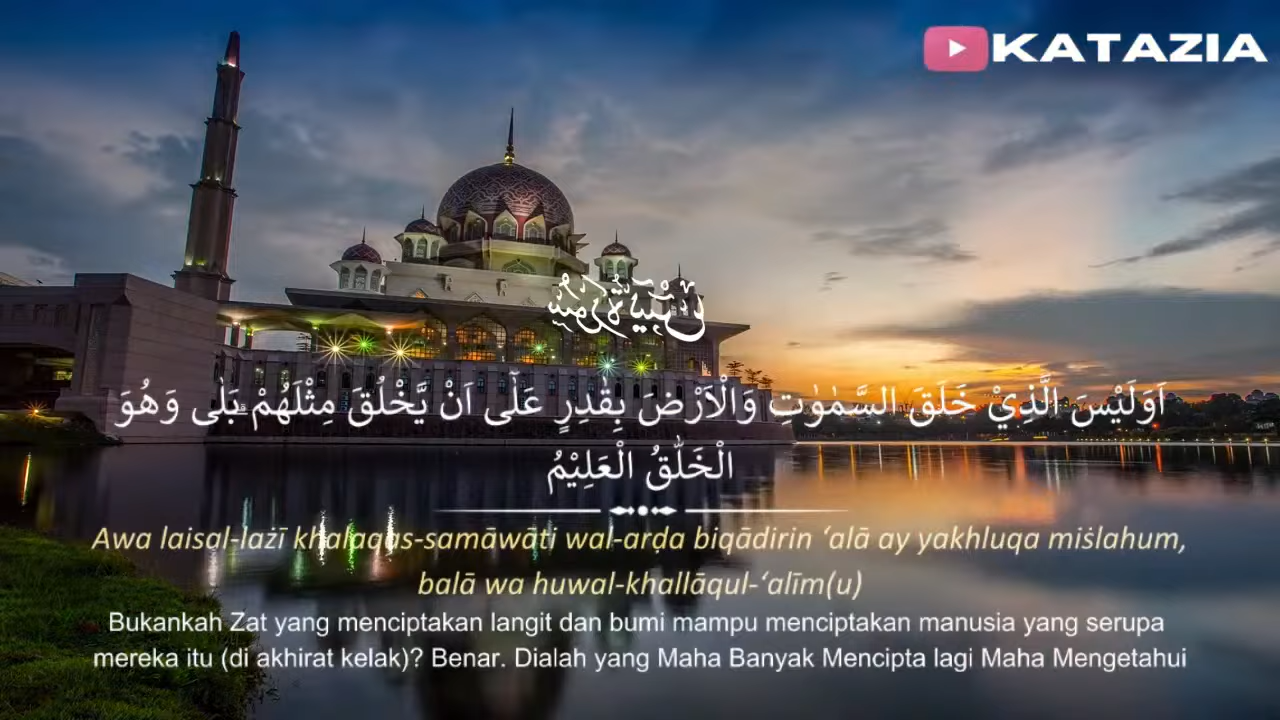 KATAZIA
اَوَلَيْسَ الَّذِيْ خَلَقَ السَّمٰوٰتِ وَالْاَرْضَ بِقٰدِرٍ عَلٰٓى اَنْ يَّخْلُقَ مِثْلَهُمْ ۗبَلٰى وَهُوَ
الْخَلّٰقُ الْعَلِيْمُ
Awa laisal-lażī khalaqas-samāwāti wal-arḍa biqādirin ‘alā ay yakhluqa miṡlahum,
balā wa huwal-khallāqul-‘alīm(u)
Bukankah Zat yang menciptakan langit dan bumi mampu menciptakan manusia yang serupa
mereka itu (di akhirat kelak)? Benar. Dialah yang Maha Banyak Mencipta lagi Maha Mengetahui